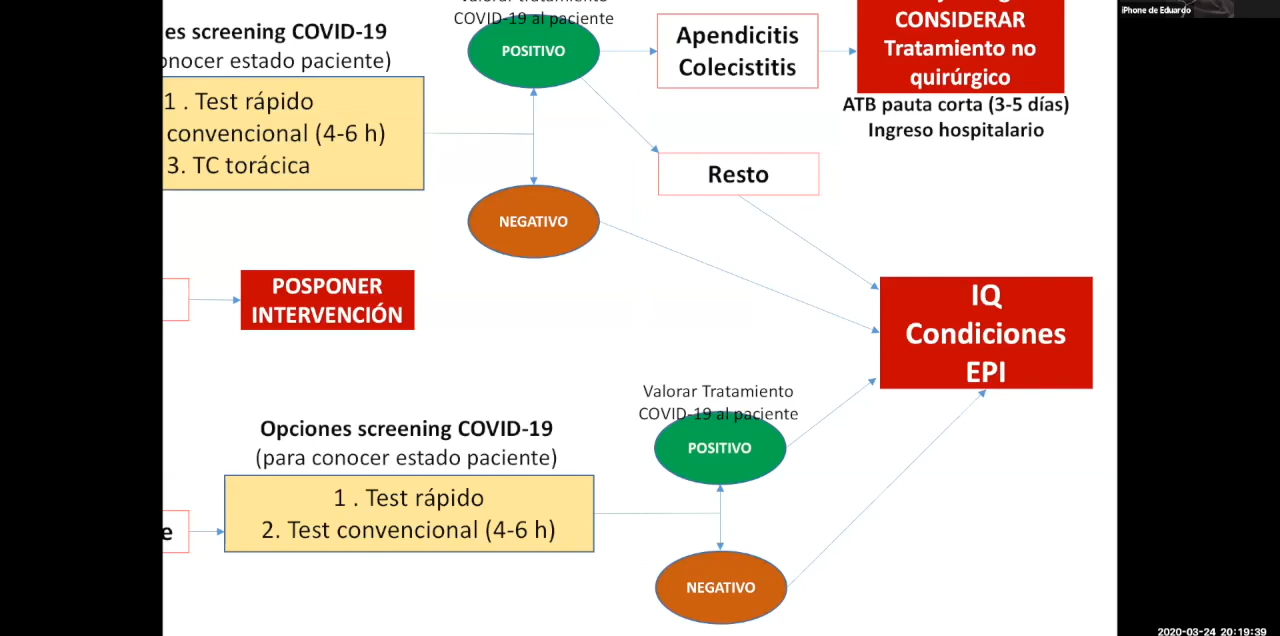 COVID-19 al paciente
es screening COVID-19
onocer estado paciente)
1 . Test rápido
convencional (4-6 h)
3. TC torácica
POSITIVO
NEGATIVO
Apendicitis
Colecistitis
CONSIDERAR
Tratamiento no
quirúrgico
ATB pauta corta (3-5 días)
Ingreso hospitalario
Resto
POSPONER
INTERVENCIÓN
IQ
Condiciones
EPI
Valorar Tratamiento
COVID-19 al paciente
Opciones screening COVID-19
(para conocer estado paciente)
e
1 . Test rápido
2. Test convencional (4-6 h)
POSITIVO
NEGATIVO
iPhone de Eduardo
2020-03-24 20:19:39